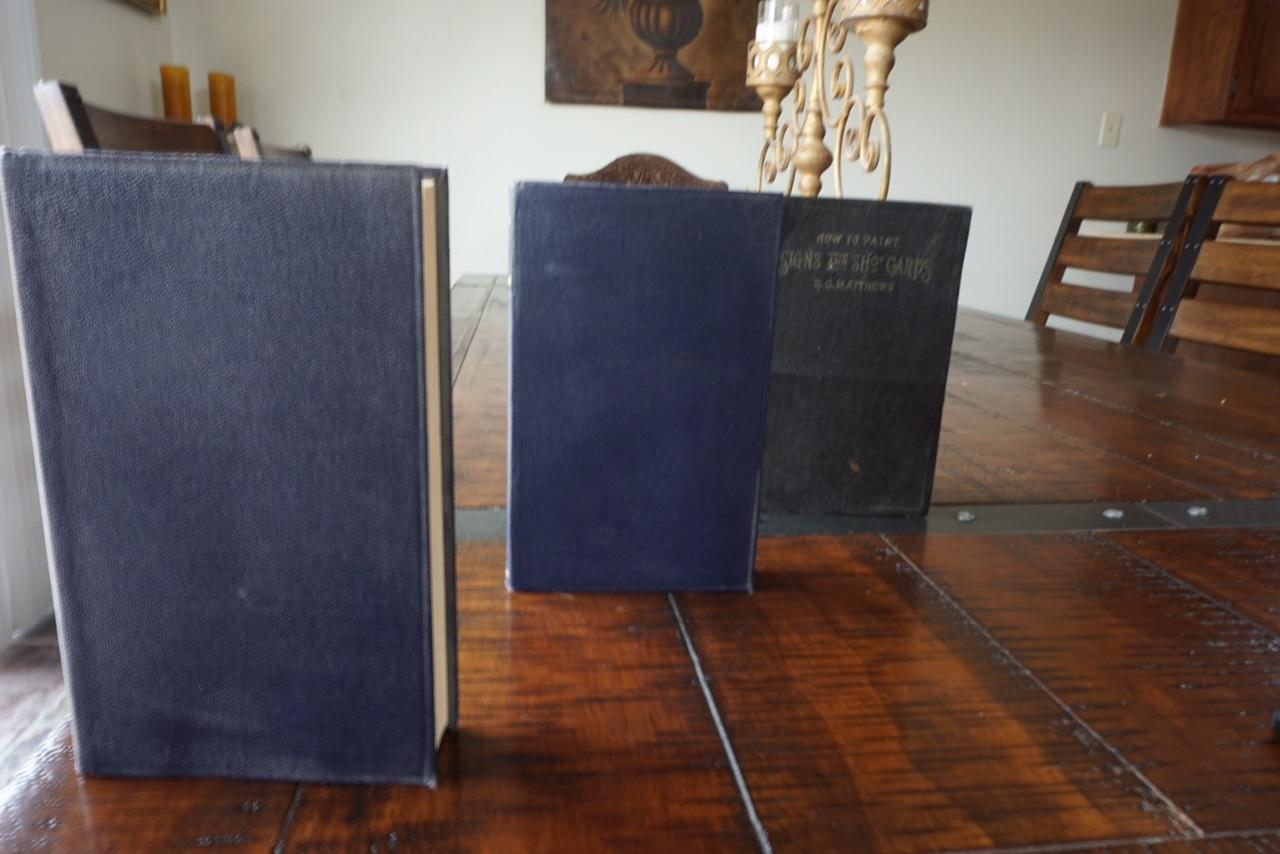 HOW TO PAINT
SIGNS AND SHO' CARDS
E.C. MATTHEWS